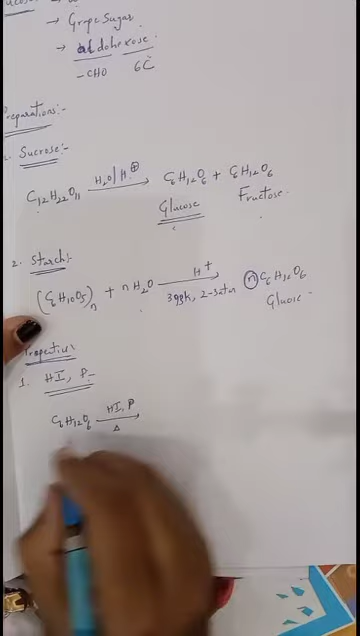 → Grape Sugar
→ aldohexose.
-CHO 6C
Preparations:-
Sucrose:-
C12H22O11 H2O/H⊕ → C6H12O6 + C6H12O6
Glucose Fructose.
2. Starch:-
(C6H10O5)n + nH2O H+ → n C6H12O6
393k, 2-3atm Glucose.
Properties:
1. HI, P:-
C6H12O6 HI, P →
Δ